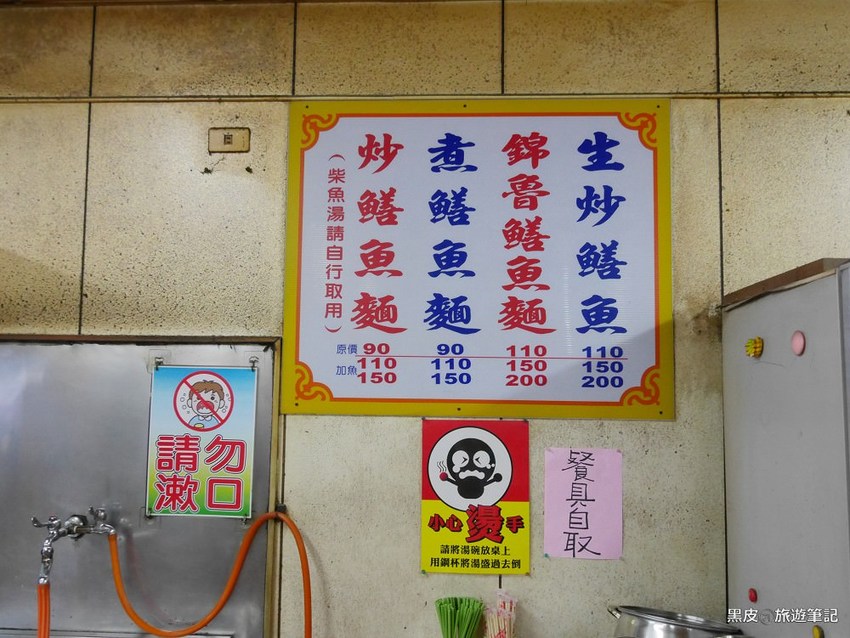 生炒鱔魚
錦魯鱔魚麵
煮鱔魚麵
炒鱔魚麵
（柴魚湯請自行取用）
原價 90 90 110 110
加魚 110 110 150 150
150 150 200 200
請勿
漱口
小心燙手
請將湯碗放桌上
用鋼杯將湯盛過去倒
餐具自取
黑皮 旅遊筆記